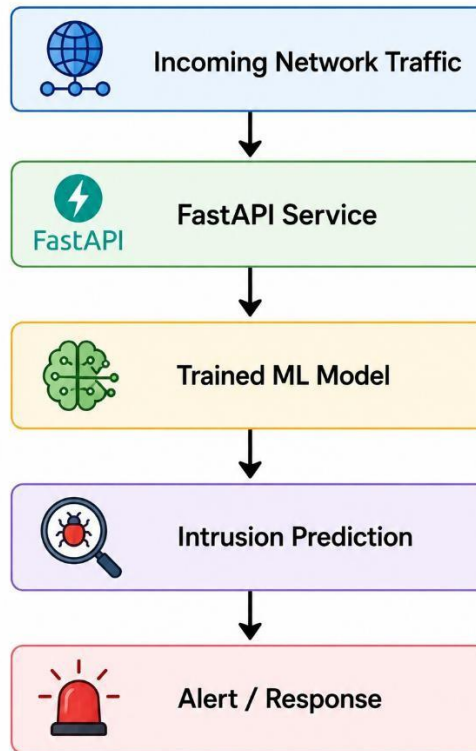 Incoming Network Traffic
FastAPI
FastAPI Service
Trained ML Model
Intrusion Prediction
Alert / Response